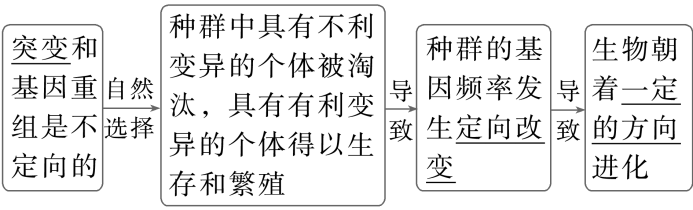 突变和
基因重
组是不
定向的
自然
选择
种群中具有不利
变异的个体被淘
汰，具有有利变
异的个体得以生
存和繁殖
导
致
种群的基
因频率发
生定向改
变
导
致
生物朝
着一定
的方向
进化